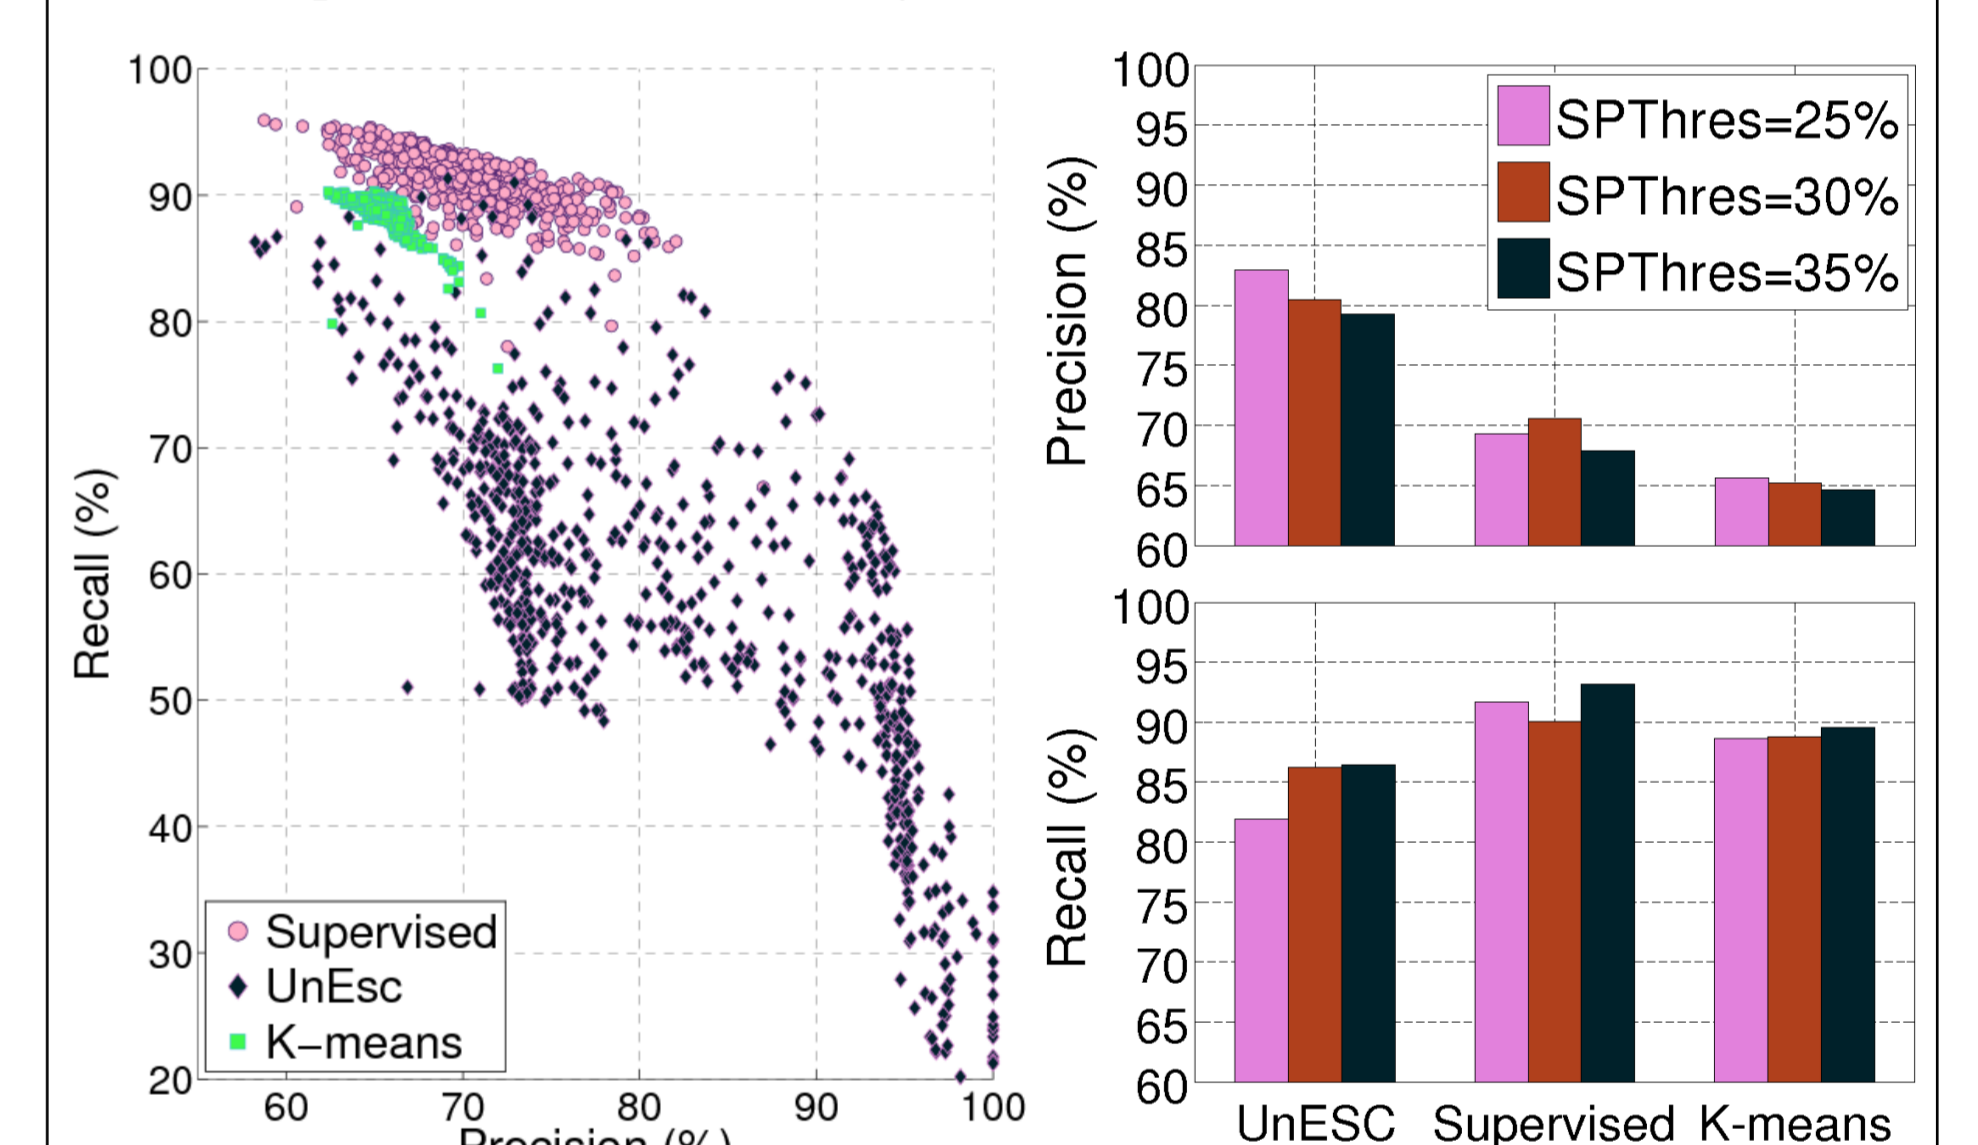 100
90
80
70
60
50
40
30
20
Recall (%)
Supervised
UnEsc
K–means
60 70 80 90 100
Precision (%)
100
95
90
85
80
75
70
65
60
Precision (%)
SPThres=25%
SPThres=30%
SPThres=35%
100
95
90
85
80
75
70
65
60
Recall (%)
UnESC Supervised K-means